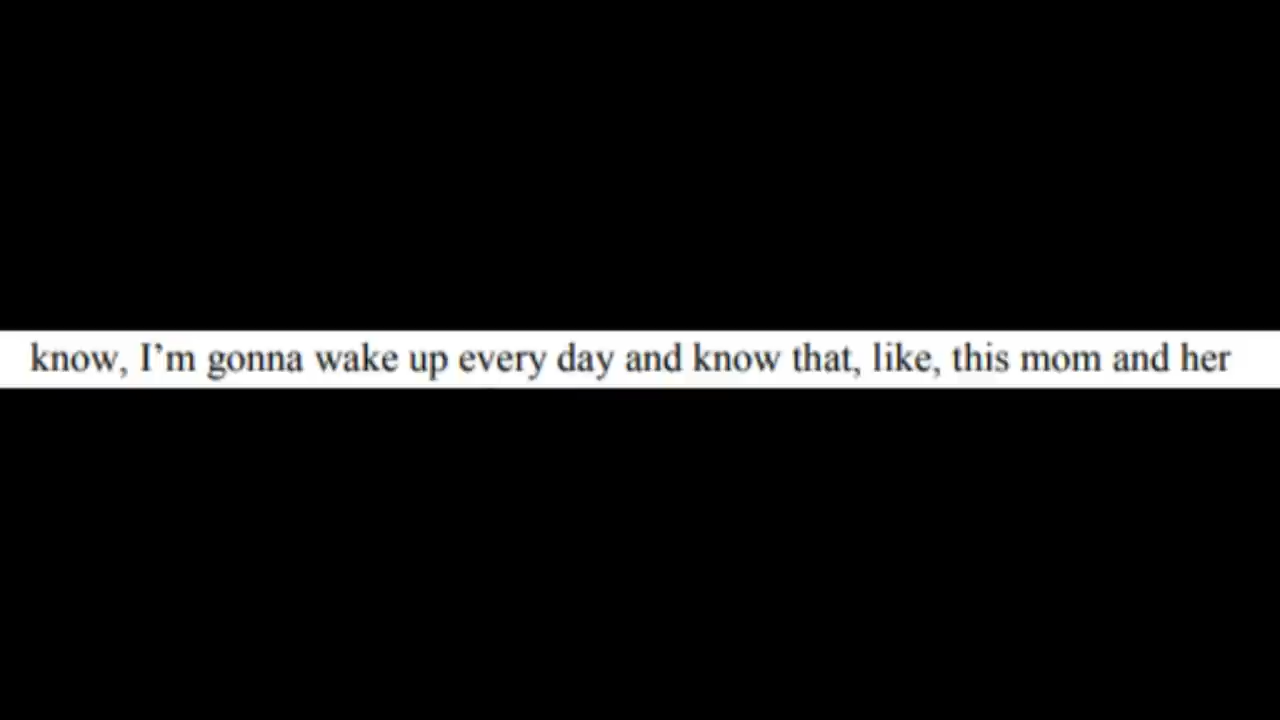 know, I’m gonna wake up every day and know that, like, this mom and her